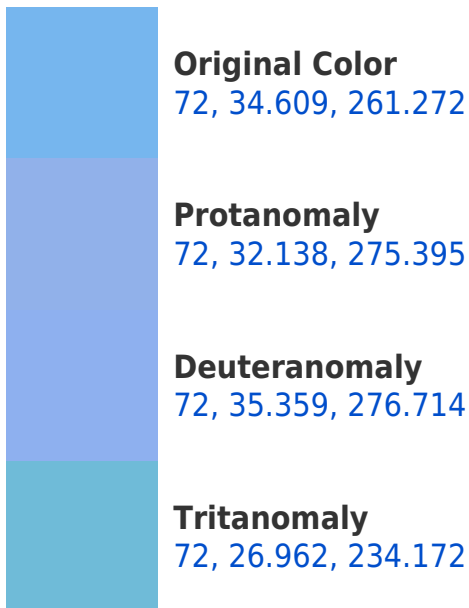 Original Color
72, 34.609, 261.272
Protanomaly
72, 32.138, 275.395
Deuteranomaly
72, 35.359, 276.714
Tritanomaly
72, 26.962, 234.172